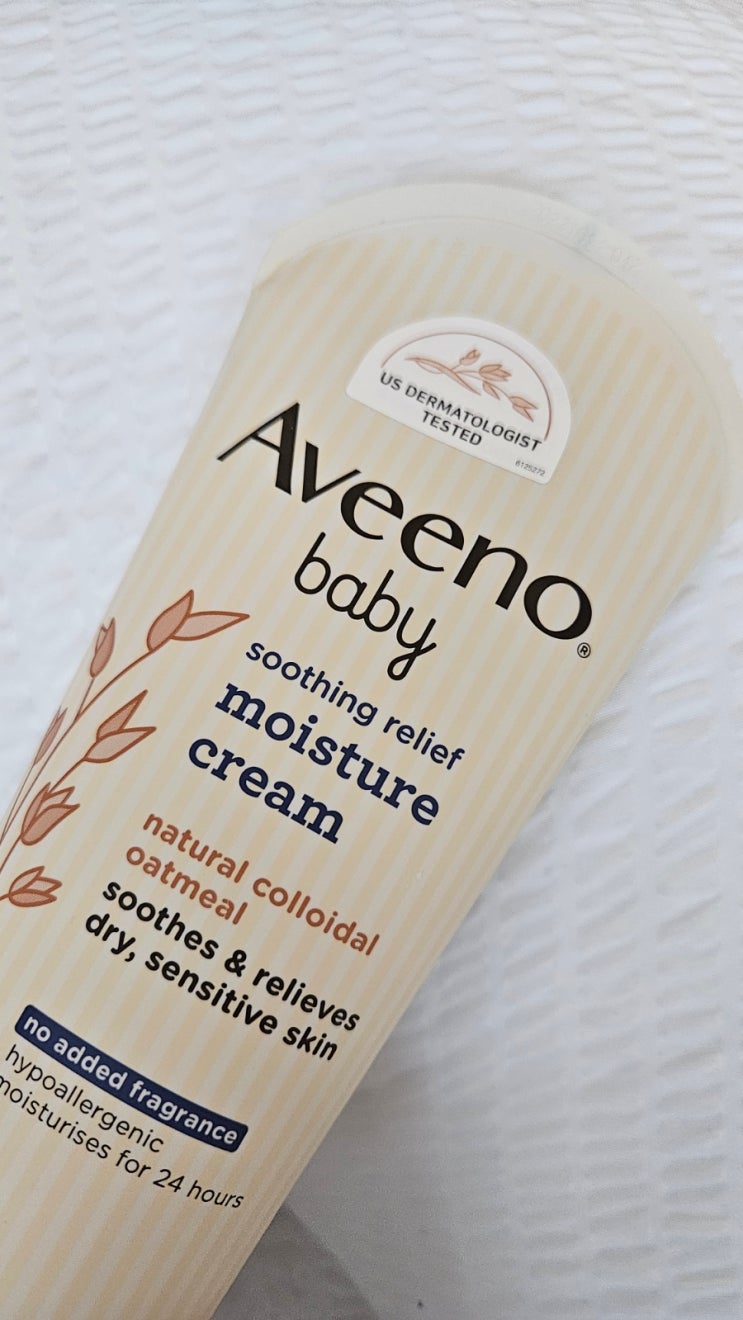 US DERMATOLOGIST
TESTED
6125272
Aveeno®
baby
soothing relief
moisture
cream
natural colloidal
oatmeal
soothes & relieves
dry, sensitive skin
no added fragrance
hypoallergenic
moisturises for 24 hours